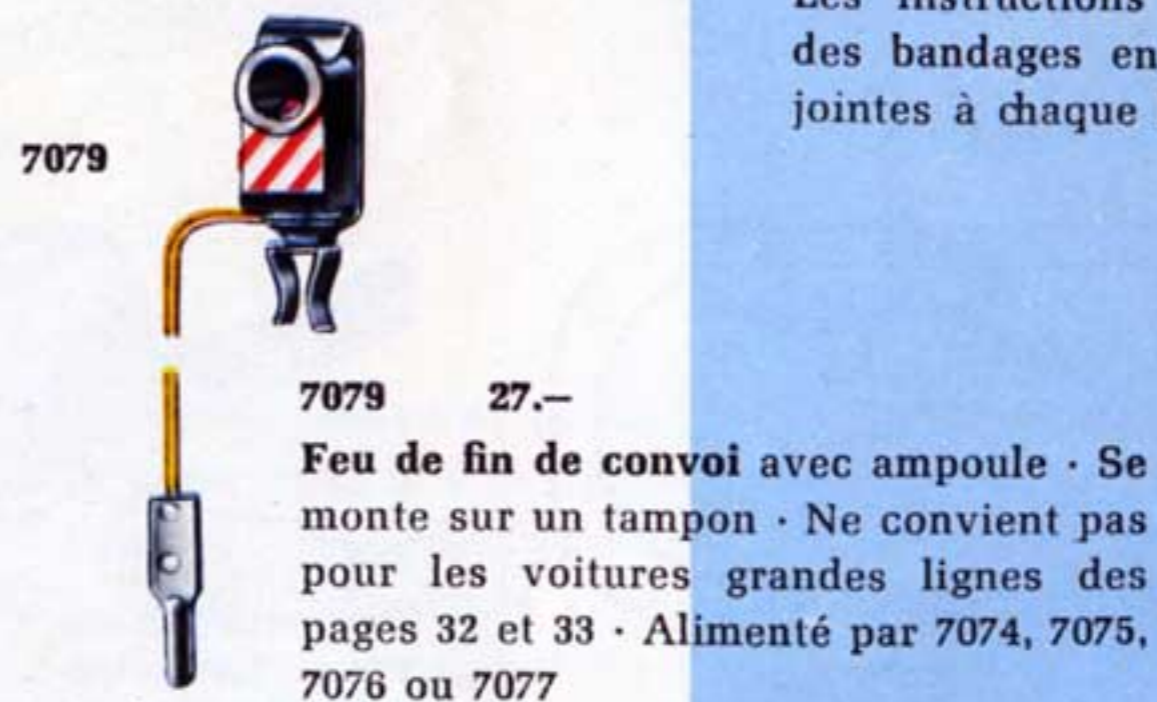 Les instructions
des bandages en
jointes à chaque
7079
7079 27.—
Feu de fin de convoi avec ampoule · Se
monte sur un tampon · Ne convient pas
pour les voitures grandes lignes des
pages 32 et 33 · Alimenté par 7074, 7075,
7076 ou 7077